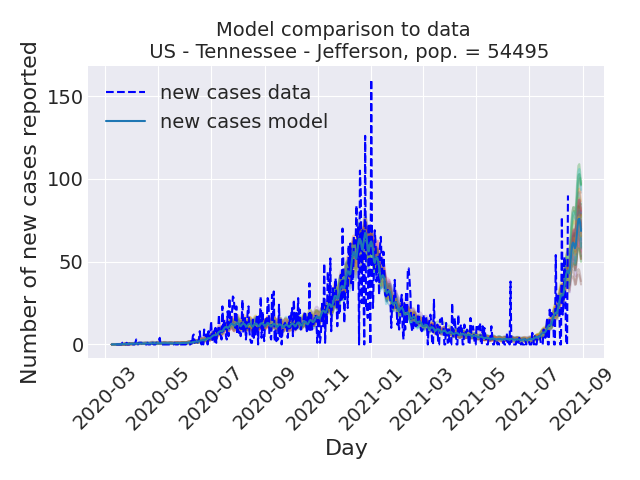 Model comparison to data
US - Tennessee - Jefferson, pop. = 54495
Number of new cases reported
150
100
50
0
new cases data
new cases model
2020-03
2020-05
2020-07
2020-09
2020-11
2021-01
2021-03
2021-05
2021-07
2021-09
Day